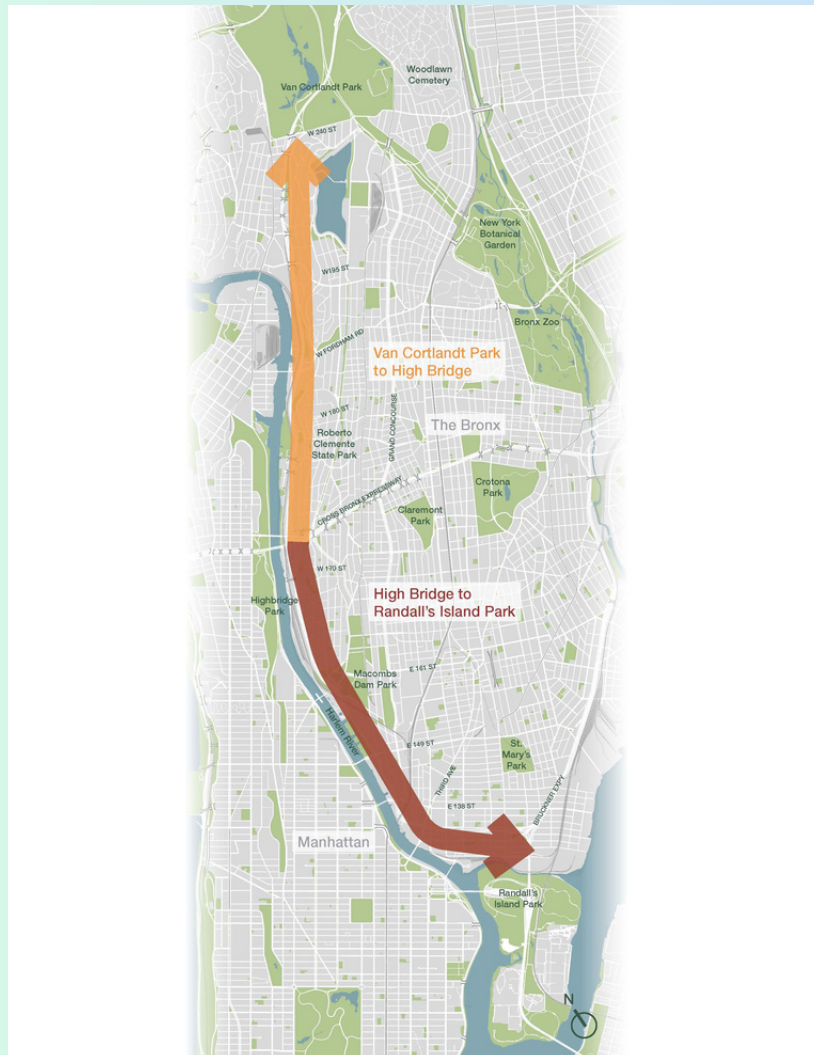 Woodlawn
Cemetery
Van Cortlandt Park
W 240 ST
New York
Botanical
Garden
W195 ST
Bronx Zoo
W FORDHAM RD
Van Cortlandt Park
to High Bridge
W 180 ST
GRAND CONCOURSE
The Bronx
Roberto
Clemente
State Park
CROSS BRONX EXPRESSWAY
Crotona
Park
Claremont
Park
W 170 ST
High Bridge to
Randall's Island Park
Highbridge
Park
E 161 ST
Macombs
Dam Park
Harlem River
E 149 ST
St.
Mary's
Park
THIRD AVE
BRUCKNER EXPY
E 138 ST
Manhattan
Randall's
Island Park
N